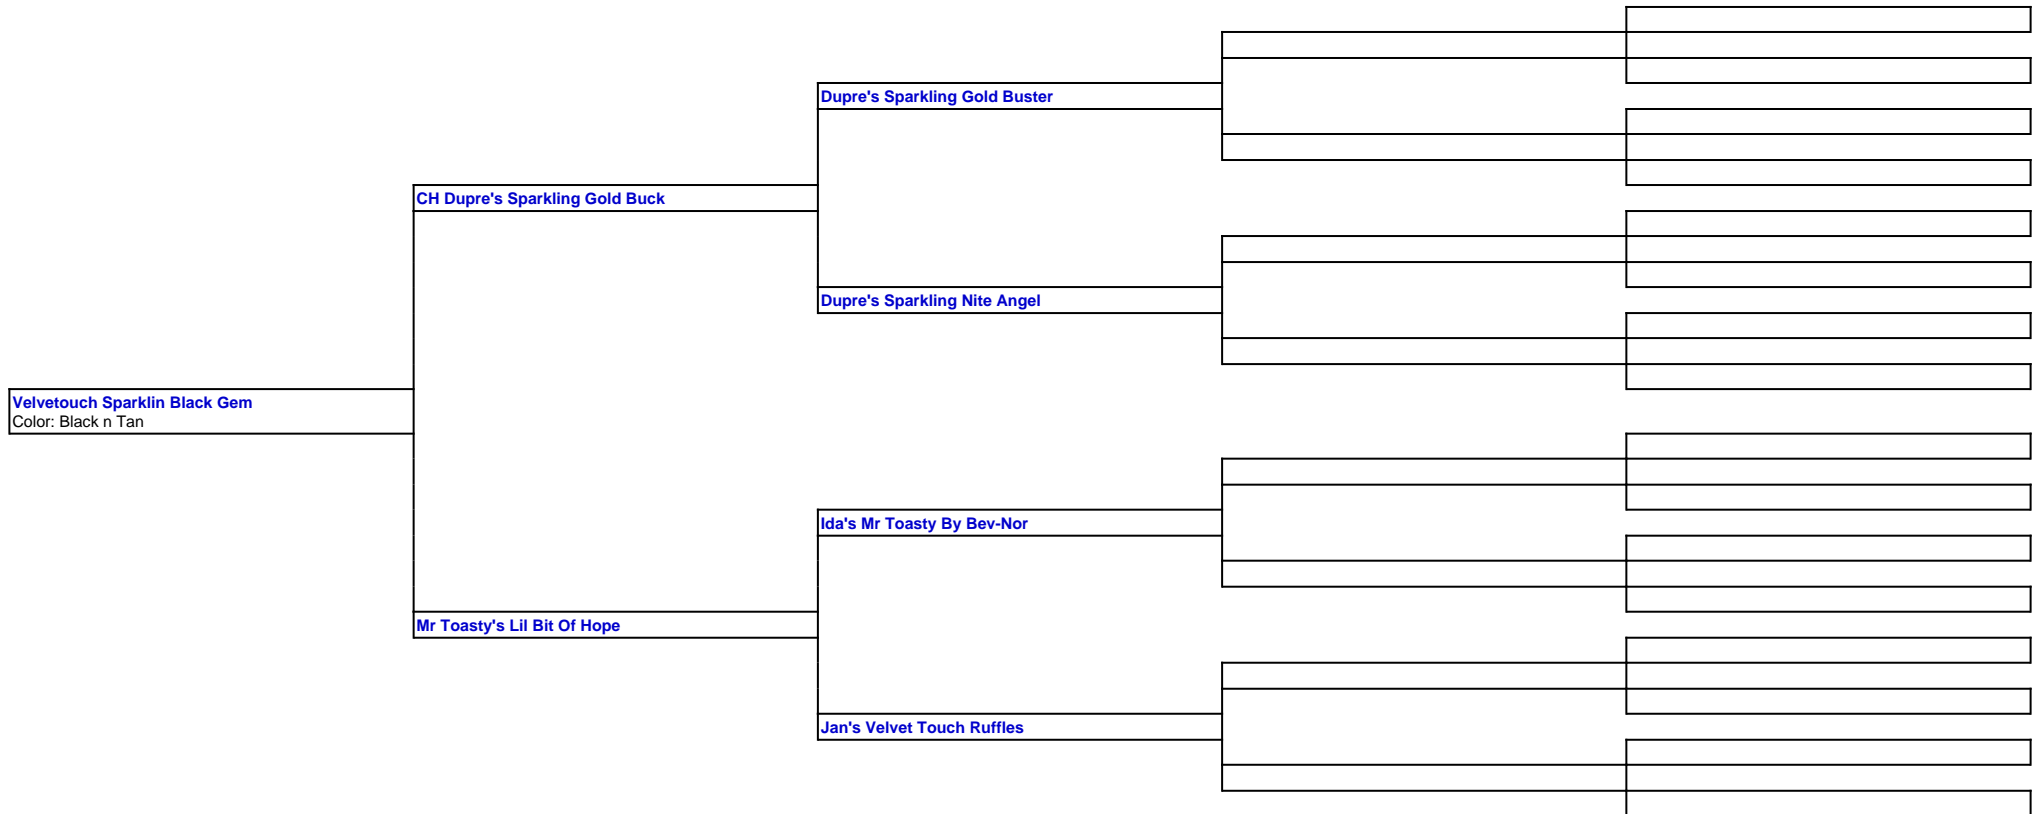 Dupre's Sparkling Gold Buster
CH Dupre's Sparkling Gold Buck
Dupre's Sparkling Nite Angel
Velvetouch Sparklin Black Gem
Color: Black n Tan
Ida's Mr Toasty By Bev-Nor
Mr Toasty's Lil Bit Of Hope
Jan's Velvet Touch Ruffles